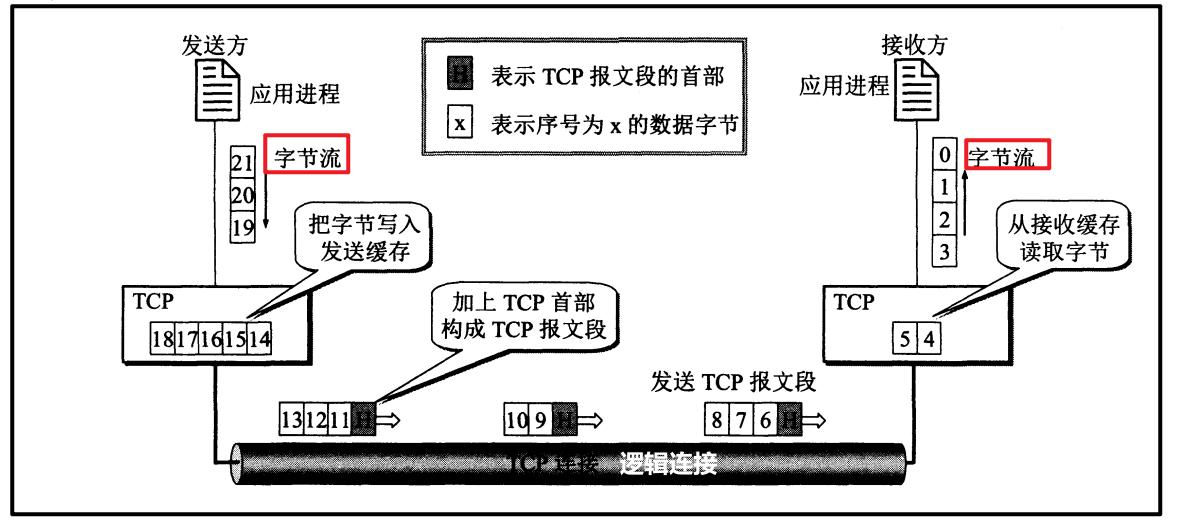 发送方
接收方
应用进程
应用进程
H 表示 TCP 报文段的首部
x 表示序号为 x 的数据字节
字节流
21
20
19
字节流
0
1
2
3
把字节写入
发送缓存
从接收缓存
读取字节
TCP
18 17 16 15 14
加上 TCP 首部
构成 TCP 报文段
TCP
5 4
发送 TCP 报文段
13 12 11 H
10 9 H
8 7 6 H
TCP 连接 逻辑连接